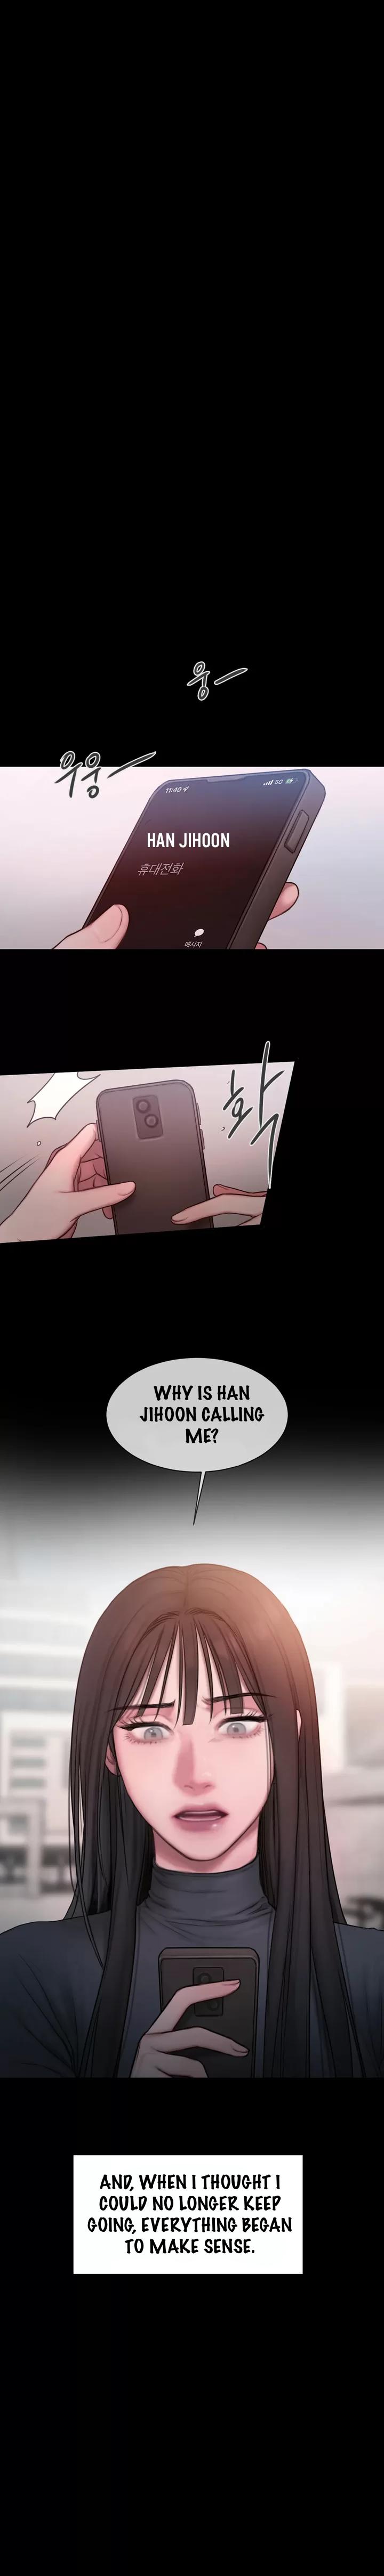 웅
우웅
11:40
5G
HAN JIHOON
휴대전화
메시지
확
WHY IS HAN
JIHOON CALLING
ME?
AND, WHEN I THOUGHT I
COULD NO LONGER KEEP
GOING, EVERYTHING BEGAN
TO MAKE SENSE.